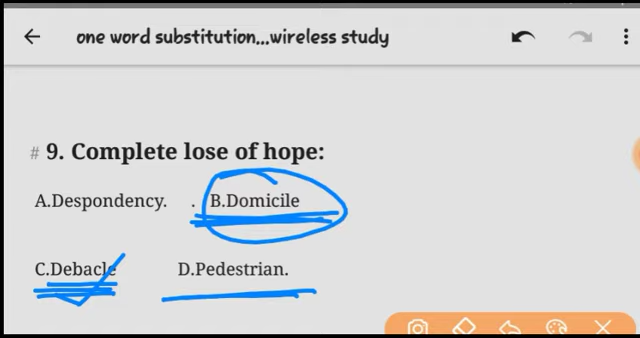 one word substitution...wireless study
# 9. Complete lose of hope:
A.Despondency. . B.Domicile
C.Debacle D.Pedestrian.